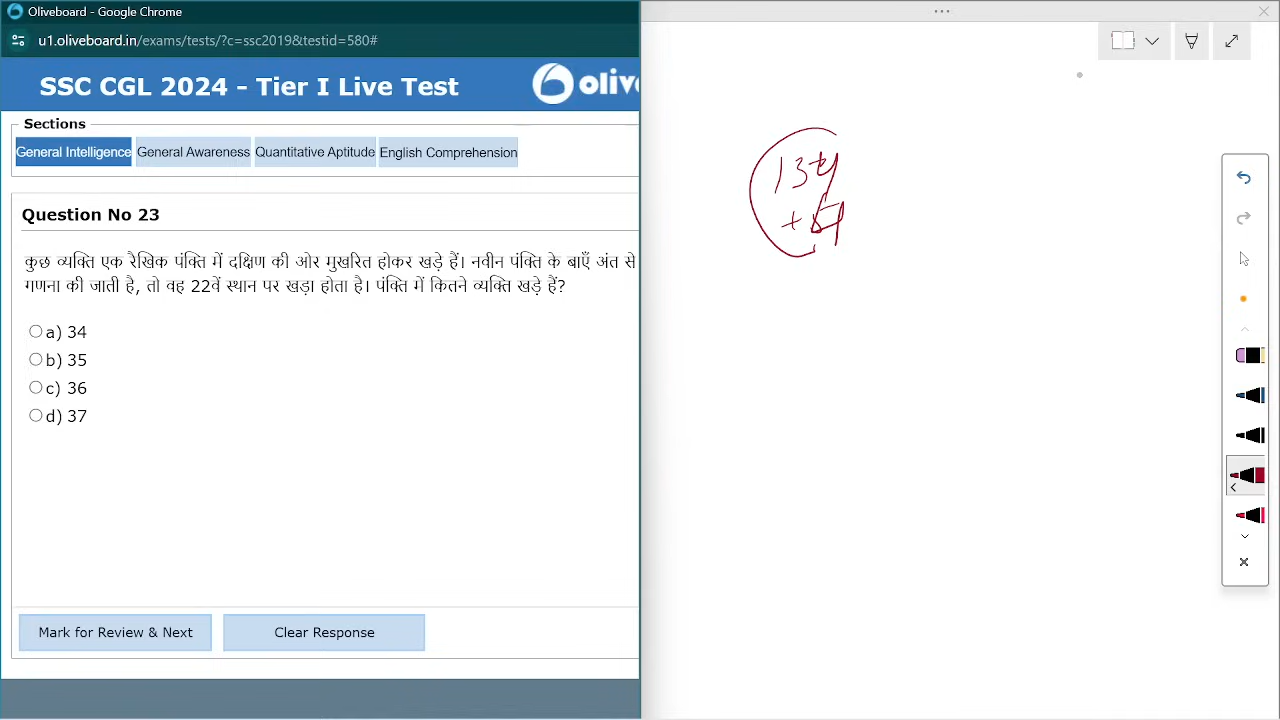 Oliveboard - Google Chrome
u1.oliveboard.in/exams/tests/?c=ssc2019&testid=580#
SSC CGL 2024 - Tier I Live Test
olive
Sections
General Intelligence General Awareness Quantitative Aptitude English Comprehension
Question No 23
कुछ व्यक्ति एक रैखिक पंक्ति में दक्षिण की ओर मुखरित होकर खड़े हैं। नवीन पंक्ति के बाएँ अंत से
गणना की जाती है, तो वह 22वें स्थान पर खड़ा होता है। पंक्ति में कितने व्यक्ति खड़े हैं?
a) 34
b) 35
c) 36
d) 37
Mark for Review & Next
Clear Response